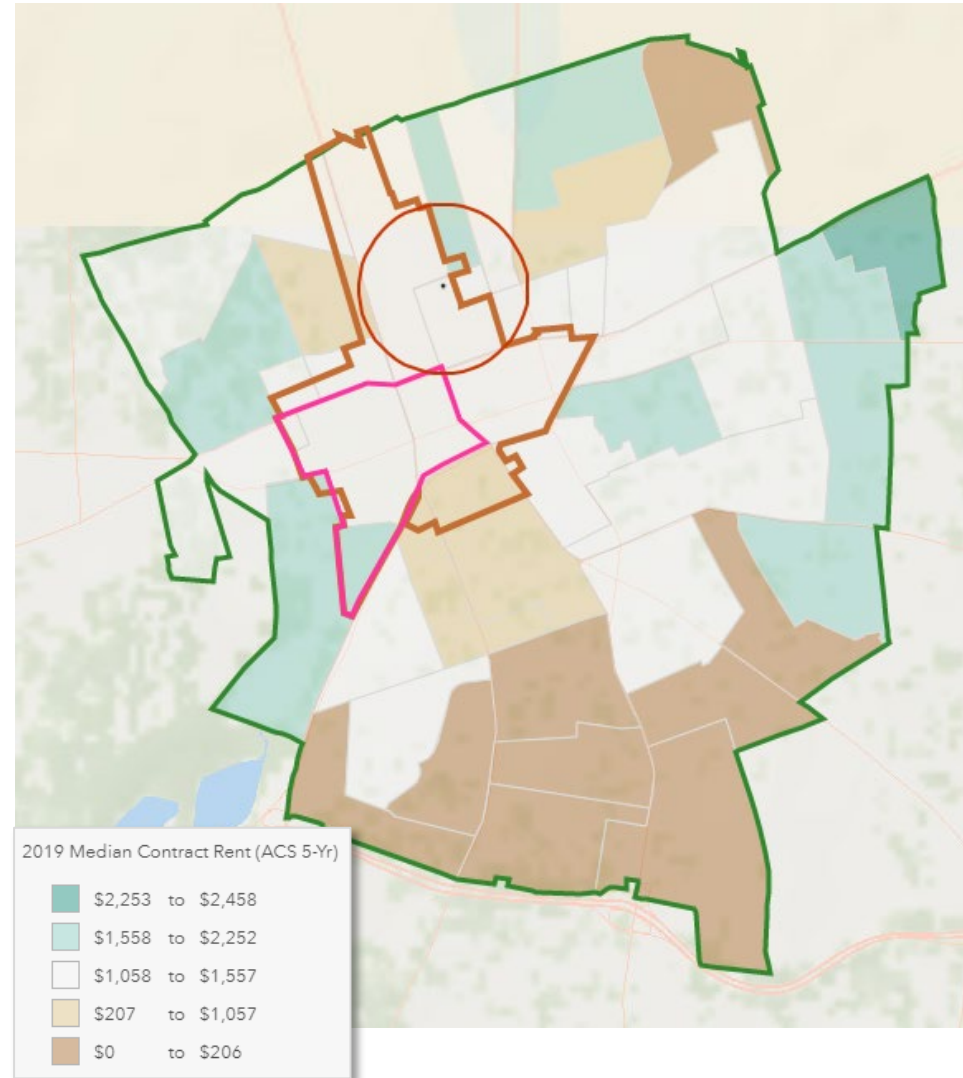 2019 Median Contract Rent (ACS 5-Yr)
$2,253 to $2,458
$1,558 to $2,252
$1,058 to $1,557
$207 to $1,057
$0 to $206